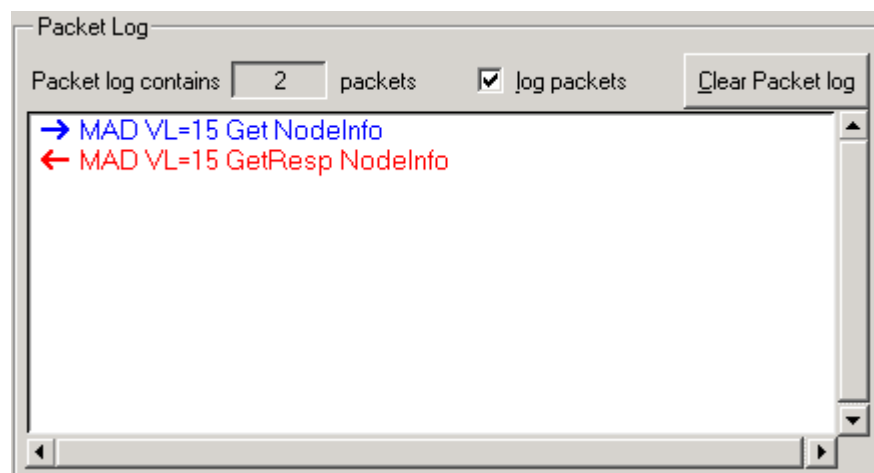 Packet Log
Packet log contains 2 packets log packets Clear Packet log
→ MAD VL=15 Get NodeInfo
← MAD VL=15 GetResp NodeInfo